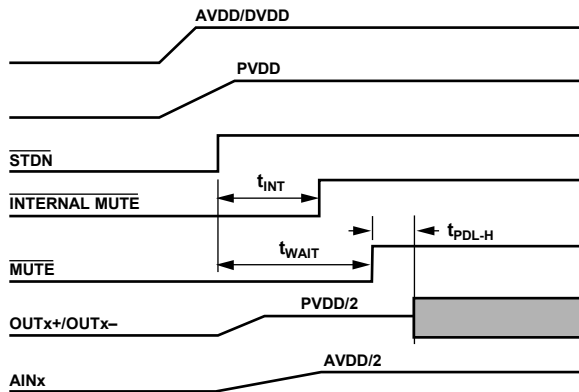 AVDD/DVDD
PVDD
STDN
tINT
INTERNAL MUTE
tPDL-H
tWAIT
MUTE
PVDD/2
OUTx+/OUTx–
AVDD/2
AINx